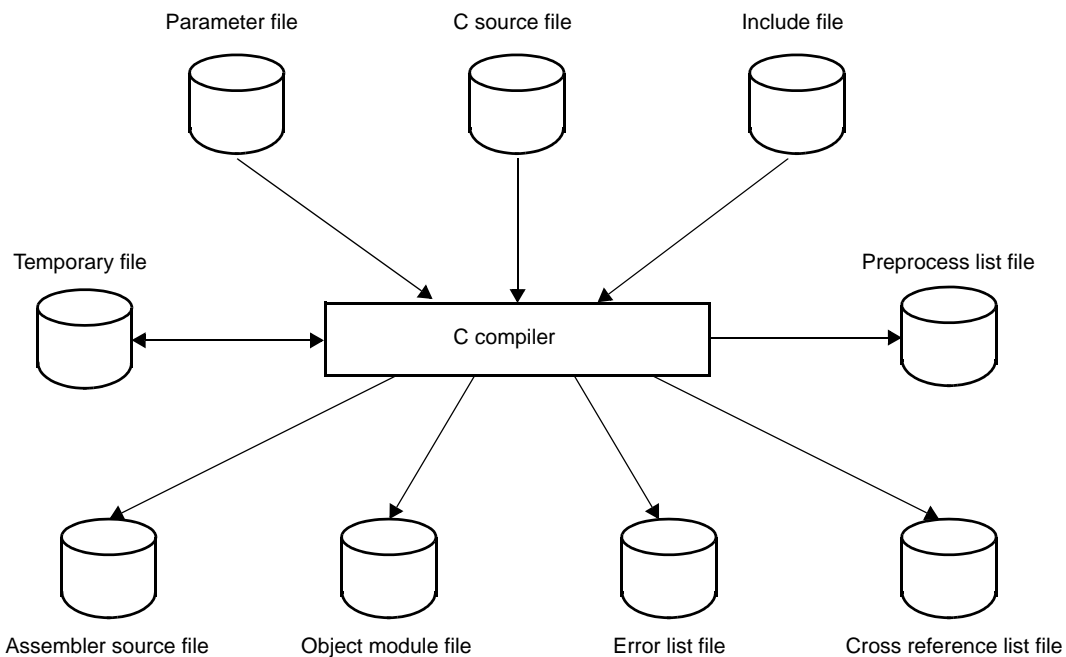 Parameter file
C source file
Include file
Temporary file
Preprocess list file
C compiler
Assembler source file
Object module file
Error list file
Cross reference list file